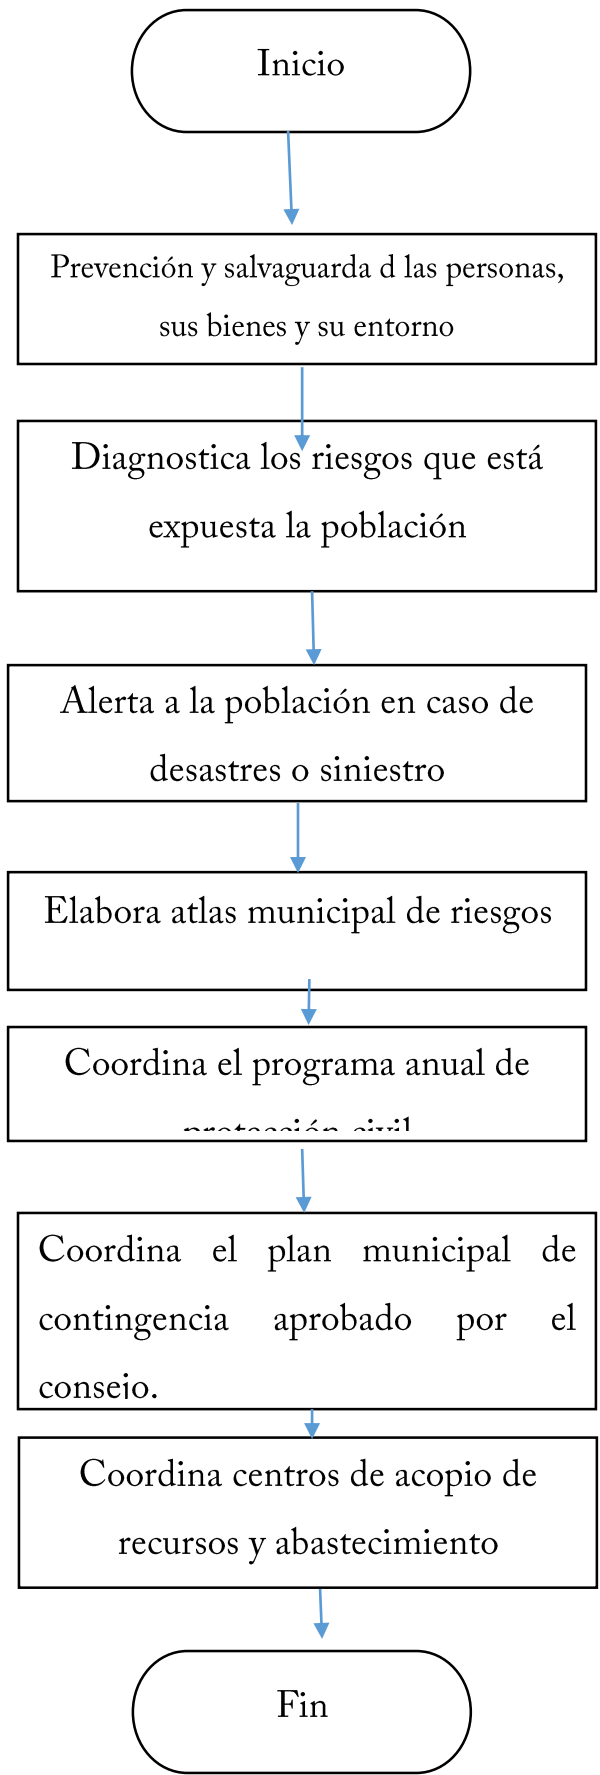 Inicio
Prevención y salvaguarda d las personas,
sus bienes y su entorno
Diagnostica los riesgos que está
expuesta la población
Alerta a la población en caso de
desastres o siniestro
Elabora atlas municipal de riesgos
Coordina el programa anual de
protección civil
Coordina el plan municipal de
contingencia aprobado por el
consejo.
Coordina centros de acopio de
recursos y abastecimiento
Fin